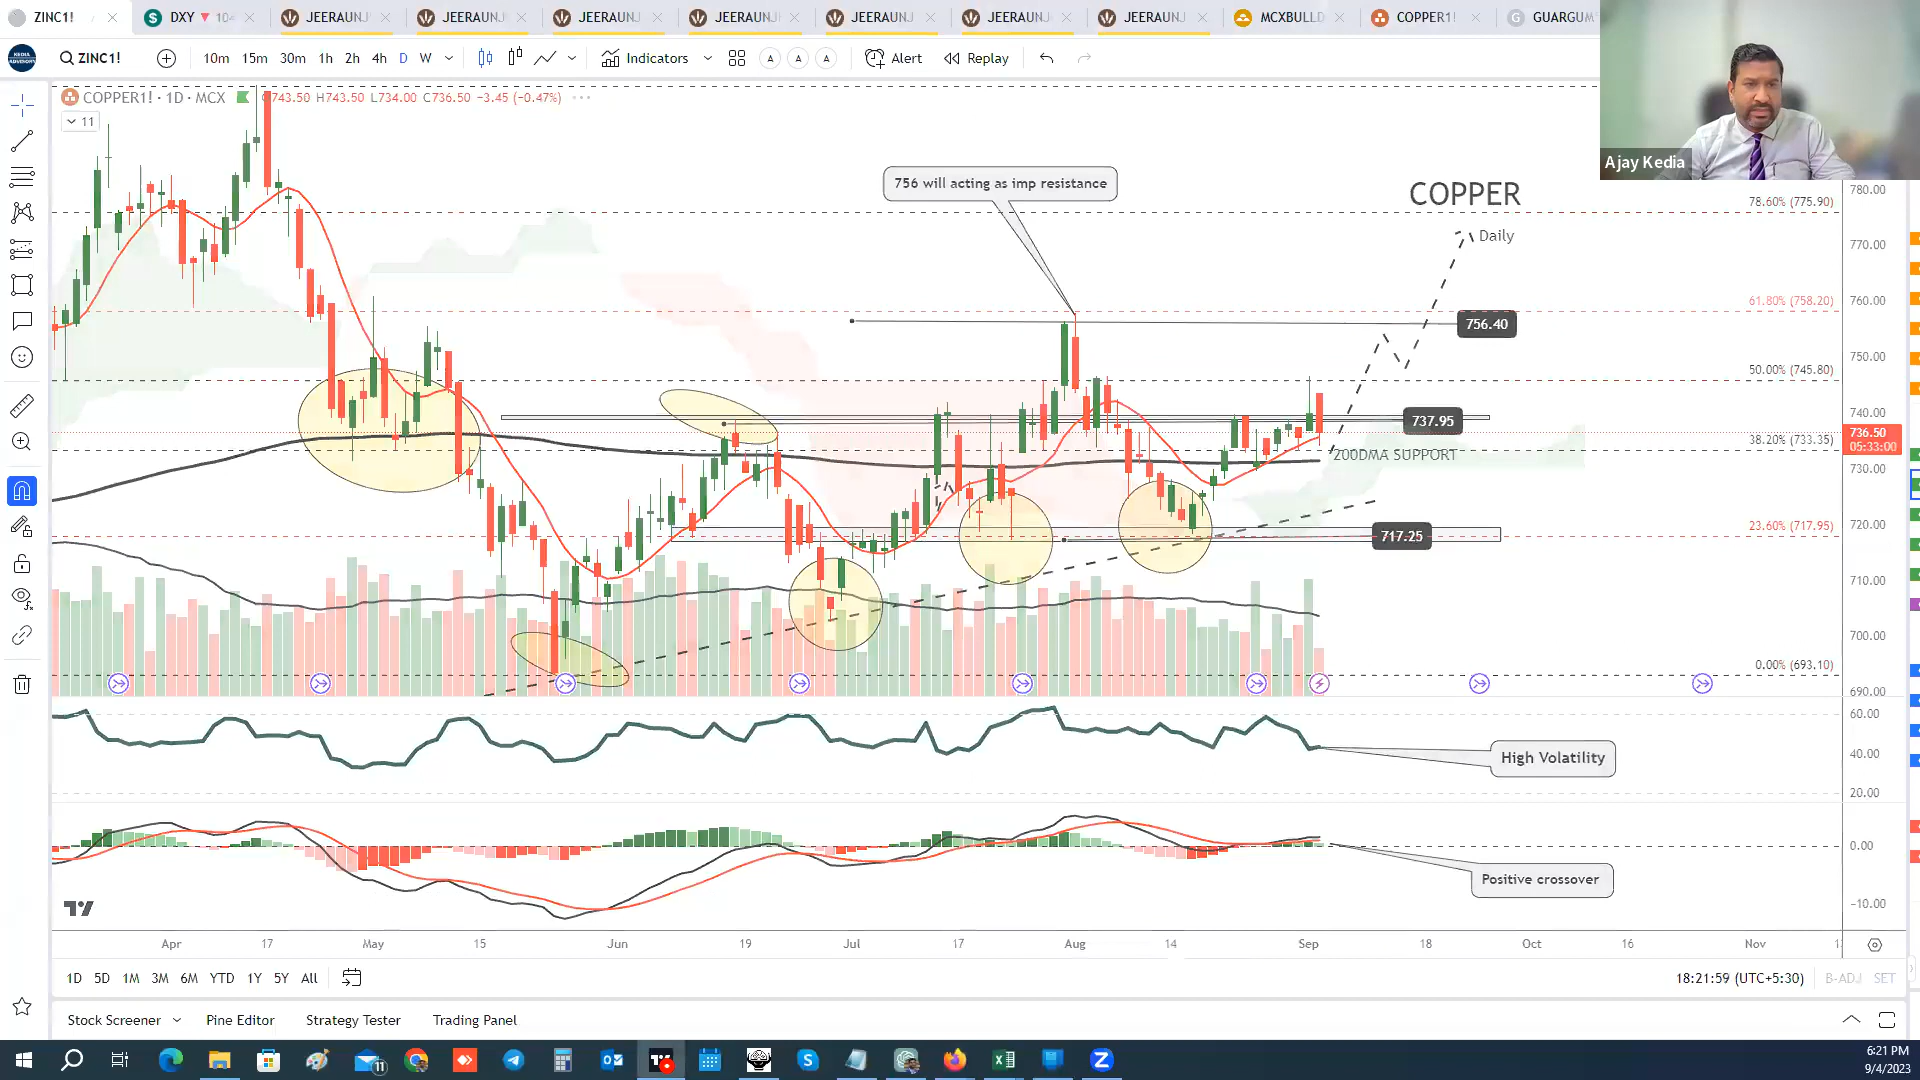 ZINC1!
DXY 104
JEERAUNJ
JEERAUNJ
JEERAUNJ
JEERAUNJ
JEERAUNJ
JEERAUNJ
JEERAUNJ
MCXBULLD
COPPER1!
GUARGUM
KEDIA ADVISORY
ZINC1! 10m 15m 30m 1h 2h 4h D W Indicators A A A Alert Replay
COPPER1! · 1D · MCX O743.50 H743.50 L734.00 C736.50 −3.45 (−0.47%)
11
Ajay Kedia
756 will acting as imp resistance
COPPER
Daily
780.00
78.60% (775.90)
770.00
760.00
61.80% (758.20)
756.40
750.00
50.00% (745.80)
740.00
737.95
736.50
05:33:00
38.20% (733.35)
200DMA SUPPORT
730.00
720.00
23.60% (717.95)
717.25
710.00
700.00
0.00% (693.10)
690.00
60.00
High Volatility
40.00
20.00
0.00
Positive crossover
−10.00
Apr 17 May 15 Jun 19 Jul 17 Aug 14 Sep 18 Oct 16 Nov
1D 5D 1M 3M 6M YTD 1Y 5Y All
18:21:59 (UTC+5:30) B-ADJ SET
Stock Screener Pine Editor Strategy Tester Trading Panel
11
6:21 PM
9/4/2023